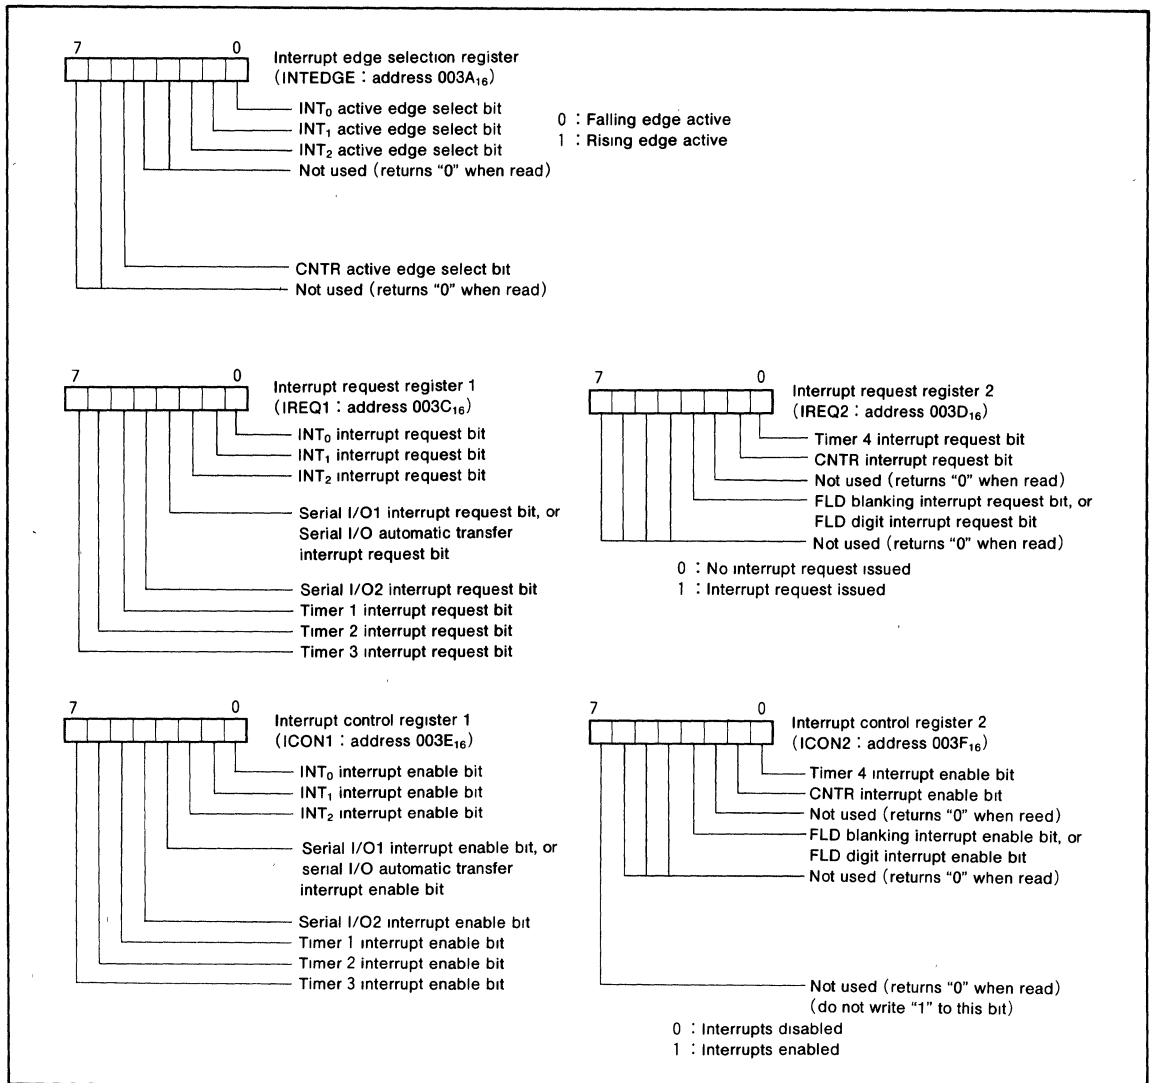 7 0
Interrupt edge selection register
(INTEDGE : address 003A₁₆)
INT₀ active edge select bit
INT₁ active edge select bit
INT₂ active edge select bit
Not used (returns “0” when read)
0 : Falling edge active
1 : Rising edge active
CNTR active edge select bit
Not used (returns “0” when read)
7 0
Interrupt request register 1
(IREQ1 : address 003C₁₆)
INT₀ interrupt request bit
INT₁ interrupt request bit
INT₂ interrupt request bit
Serial I/O1 interrupt request bit, or
Serial I/O automatic transfer
interrupt request bit
Serial I/O2 interrupt request bit
Timer 1 interrupt request bit
Timer 2 interrupt request bit
Timer 3 interrupt request bit
7 0
Interrupt request register 2
(IREQ2 : address 003D₁₆)
Timer 4 interrupt request bit
CNTR interrupt request bit
Not used (returns “0” when read)
FLD blanking interrupt request bit, or
FLD digit interrupt request bit
Not used (returns “0” when read)
0 : No interrupt request issued
1 : Interrupt request issued
7 0
Interrupt control register 1
(ICON1 : address 003E₁₆)
INT₀ interrupt enable bit
INT₁ interrupt enable bit
INT₂ interrupt enable bit
Serial I/O1 interrupt enable bit, or
serial I/O automatic transfer
interrupt enable bit
Serial I/O2 interrupt enable bit
Timer 1 interrupt enable bit
Timer 2 interrupt enable bit
Timer 3 interrupt enable bit
7 0
Interrupt control register 2
(ICON2 : address 003F₁₆)
Timer 4 interrupt enable bit
CNTR interrupt enable bit
Not used (returns “0” when reed)
FLD blanking interrupt enable bit, or
FLD digit interrupt enable bit
Not used (returns “0” when read)
Not used (returns “0” when read)
(do not write “1” to this bit)
0 : Interrupts disabled
1 : Interrupts enabled